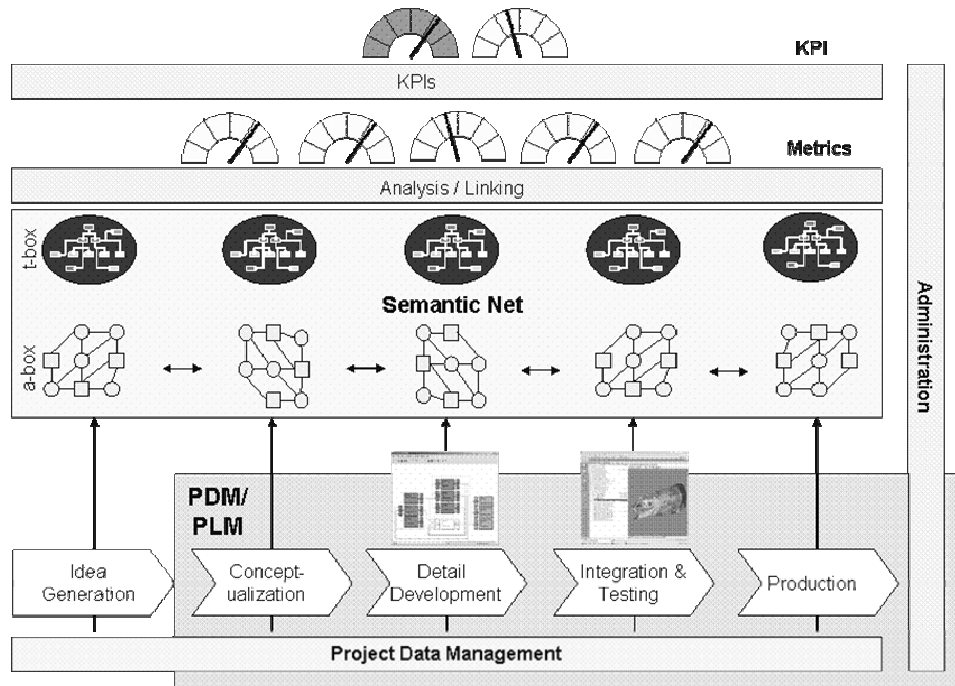 KPI
KPIs
Metrics
Analysis / Linking
t-box
Semantic Net
a-box
Administration
PDM/
PLM
Idea
Generation
Concept-
ualization
Detail
Development
Integration &
Testing
Production
Project Data Management